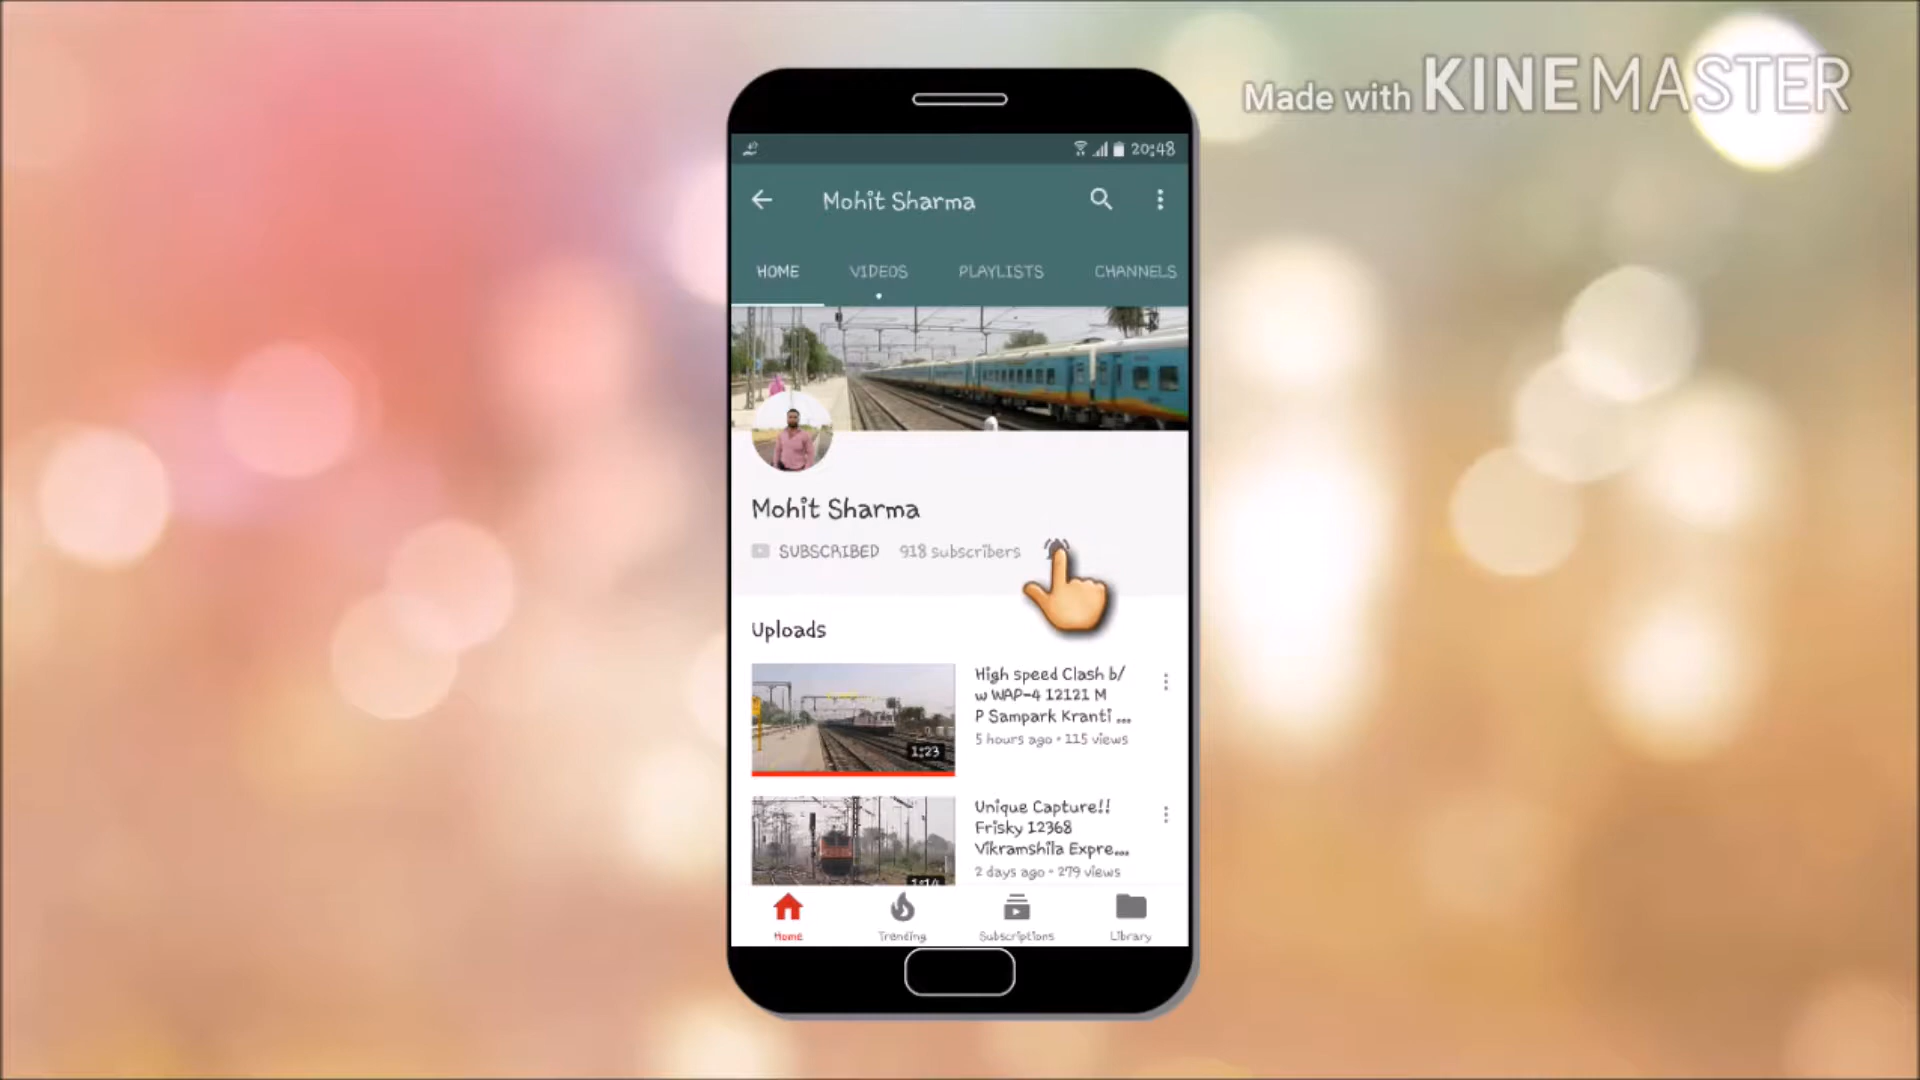 Made with KINEMASTER
20:48
Mohit Sharma
HOME VIDEOS PLAYLISTS CHANNELS
Mohit Sharma
SUBSCRIBED 918 subscribers
Uploads
High speed Clash b/
w WAP-4 12121 M
P Sampark Kranti ...
5 hours ago • 115 views
1:23
Unique Capture!!
Frisky 12368
Vikramshila Expre...
2 days ago • 279 views
1:14
Home Trending Subscriptions Library